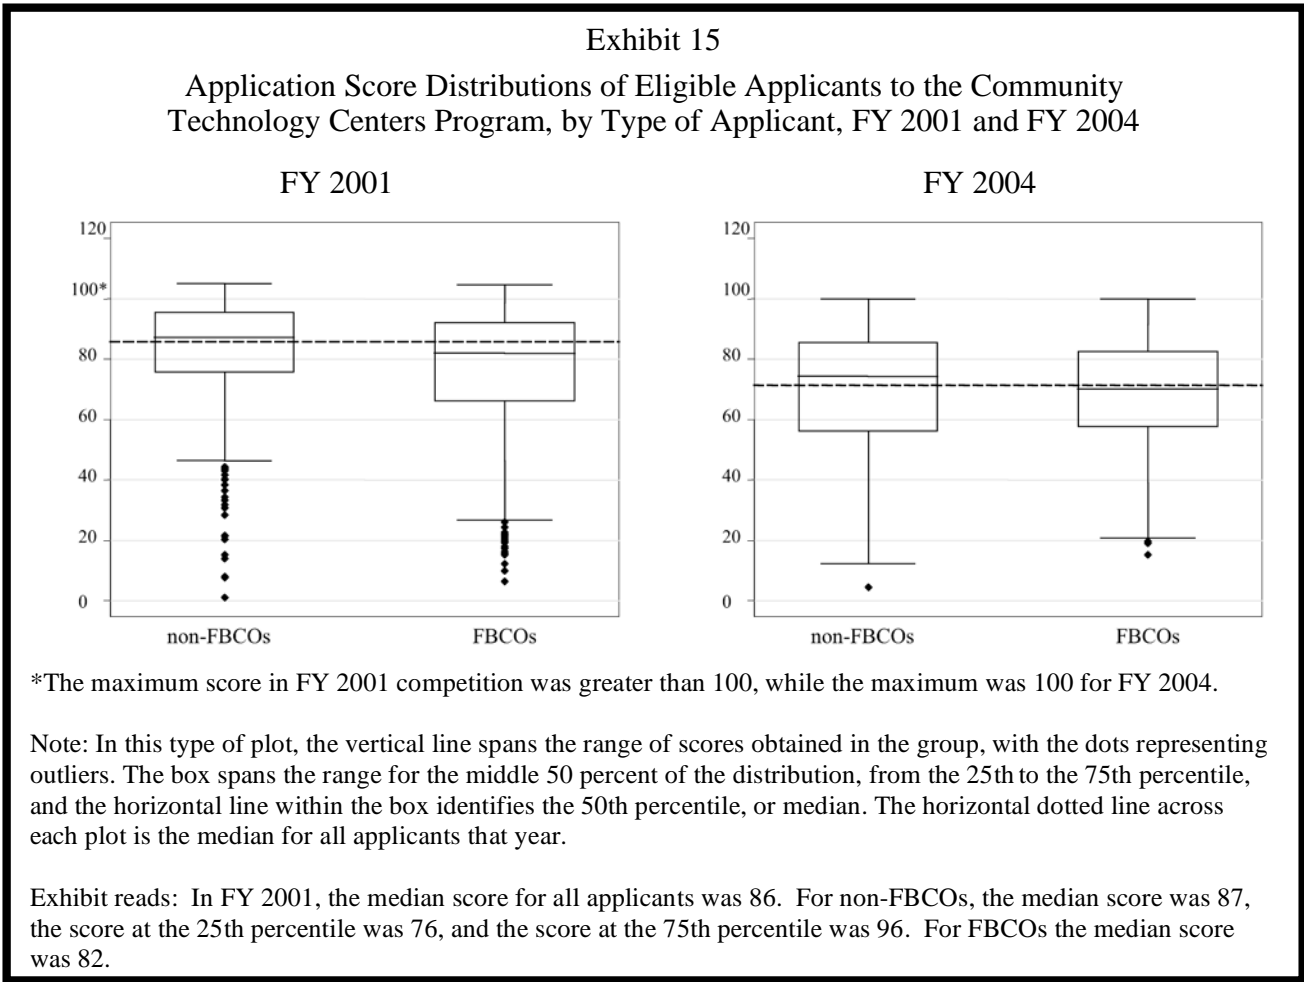 Exhibit 15
Application Score Distributions of Eligible Applicants to the Community
Technology Centers Program, by Type of Applicant, FY 2001 and FY 2004
FY 2001
120
100*
80
60
40
20
0
non-FBCOs
FBCOs
FY 2004
120
100
80
60
40
20
0
non-FBCOs
FBCOs
*The maximum score in FY 2001 competition was greater than 100, while the maximum was 100 for FY 2004.
Note: In this type of plot, the vertical line spans the range of scores obtained in the group, with the dots representing
outliers. The box spans the range for the middle 50 percent of the distribution, from the 25th to the 75th percentile,
and the horizontal line within the box identifies the 50th percentile, or median. The horizontal dotted line across
each plot is the median for all applicants that year.
Exhibit reads:  In FY 2001, the median score for all applicants was 86.  For non-FBCOs, the median score was 87,
the score at the 25th percentile was 76, and the score at the 75th percentile was 96.  For FBCOs the median score
was 82.